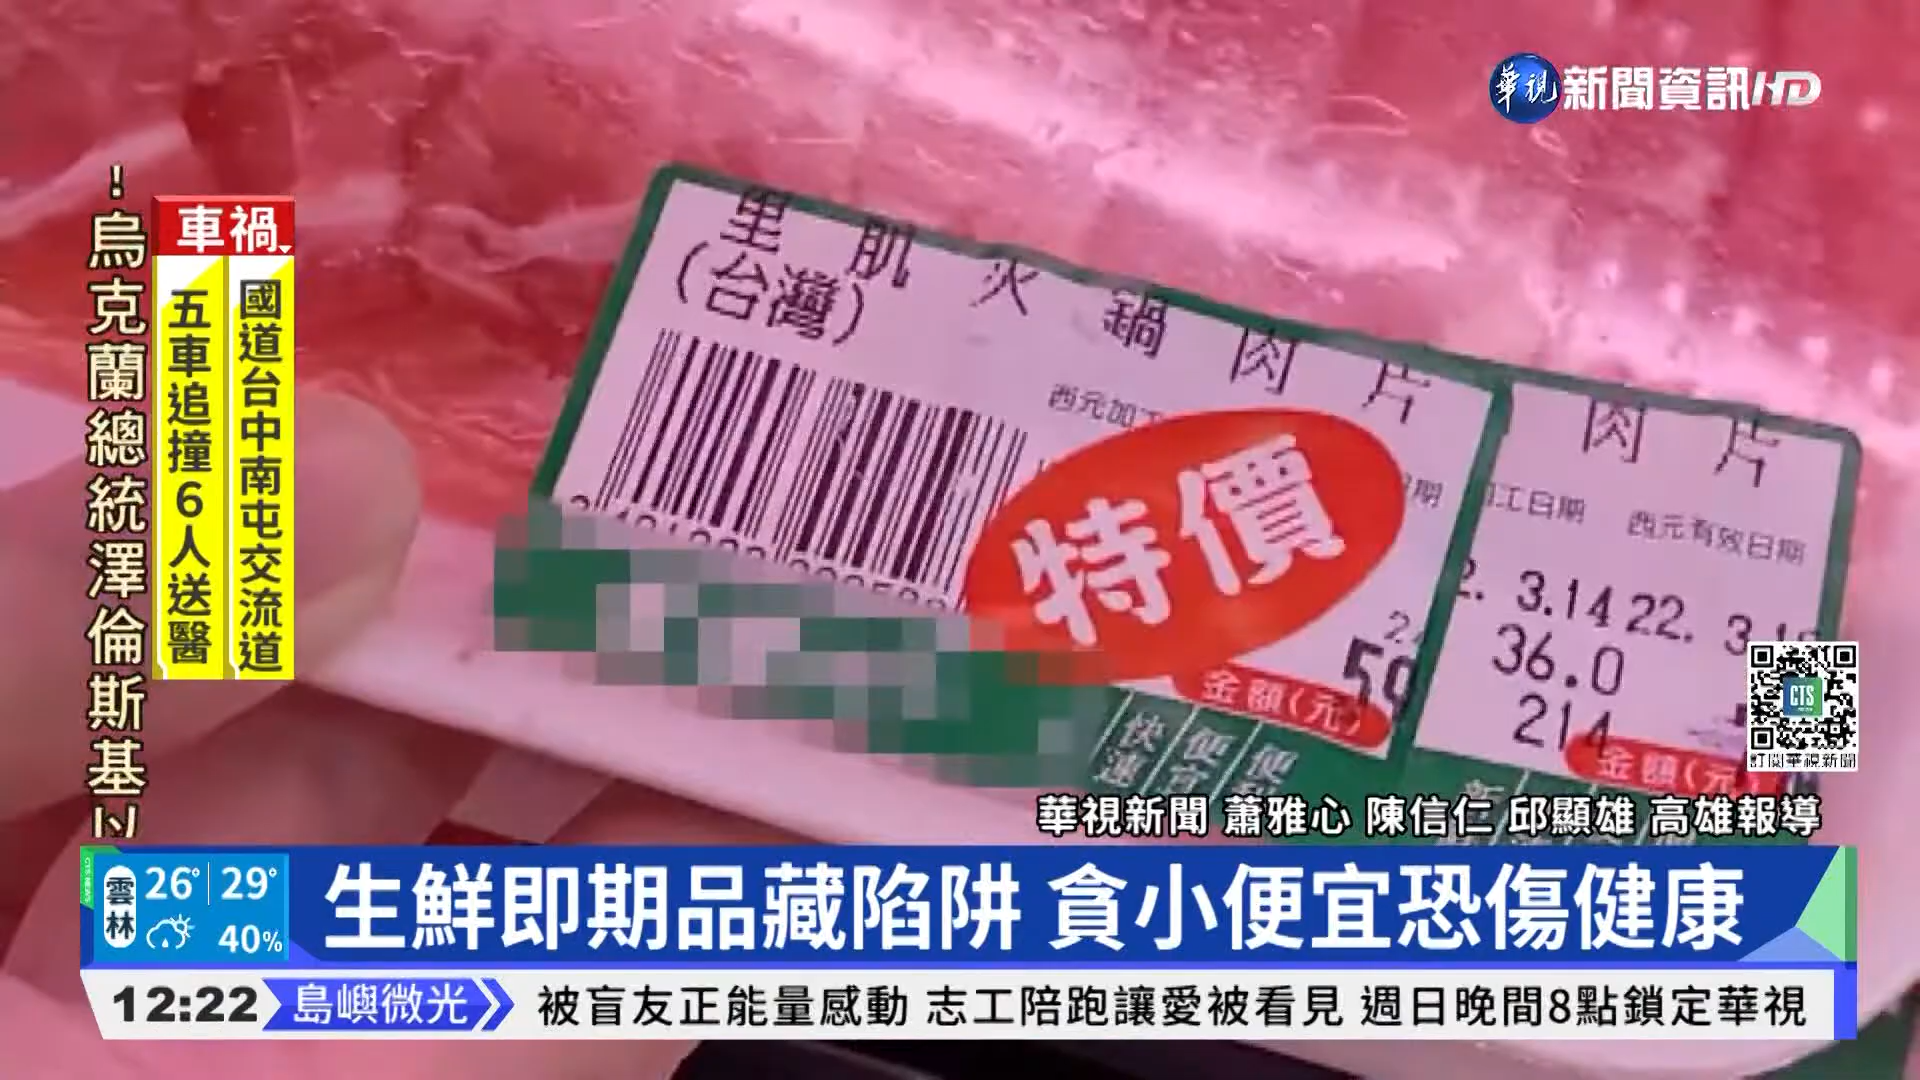 華視 新聞資訊HD
！烏克蘭總統澤倫斯基以
車禍
國道台中南屯交流道
五車追撞6人送醫
里肌火鍋肉片
(台灣)
西元加工
特價
金額(元)
快速
便宜
肉片
加工日期 西元有效日期
2. 3.14 22. 3.1
36.0
214
金額(元)
CTS
訂閱華視新聞
華視新聞 蕭雅心 陳信仁 邱顯雄 高雄報導
雲林
26° 29°
40%
生鮮即期品藏陷阱 貪小便宜恐傷健康
12:22
島嶼微光
被盲友正能量感動 志工陪跑讓愛被看見 週日晚間8點鎖定華視